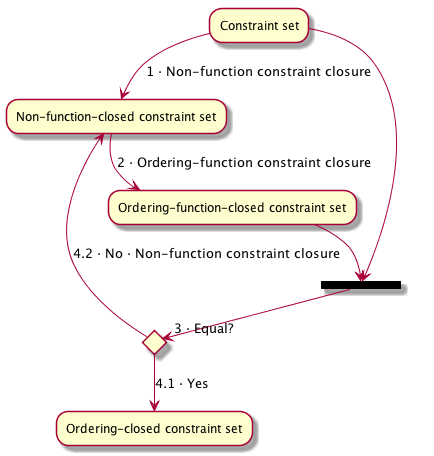 Constraint set
1 · Non-function constraint closure
Non-function-closed constraint set
2 · Ordering-function constraint closure
Ordering-function-closed constraint set
4.2 · No · Non-function constraint closure
3 · Equal?
4.1 · Yes
Ordering-closed constraint set